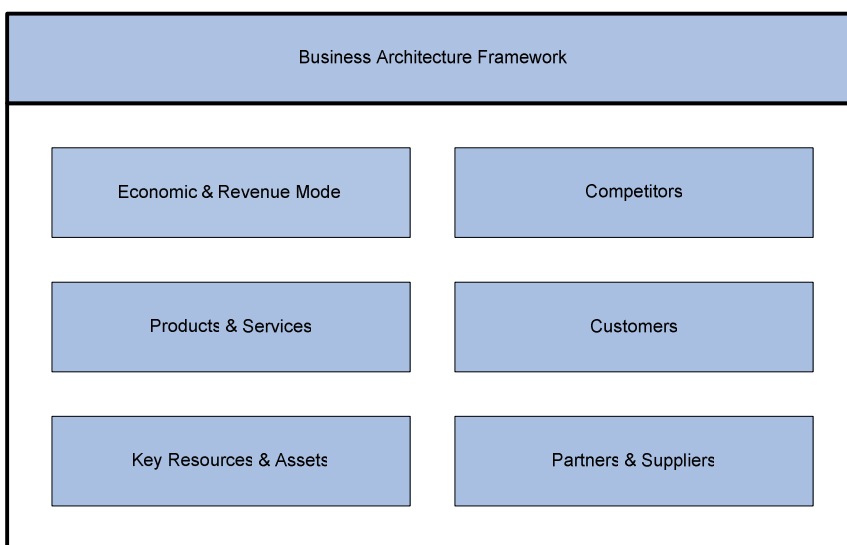 Business Architecture Framework
Economic & Revenue Mode
Competitors
Products & Services
Customers
Key Resources & Assets
Partners & Suppliers